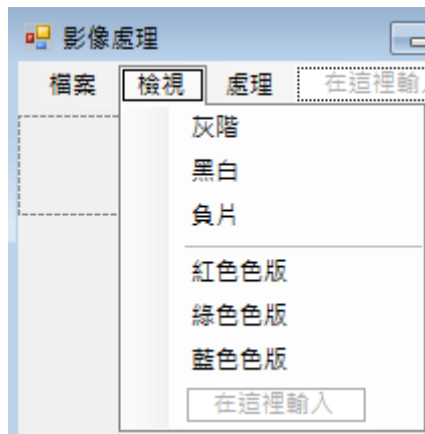 影像處理
檔案 檢視 處理 在這裡輸
灰階
黑白
負片
紅色色版
綠色色版
藍色色版
在這裡輸入